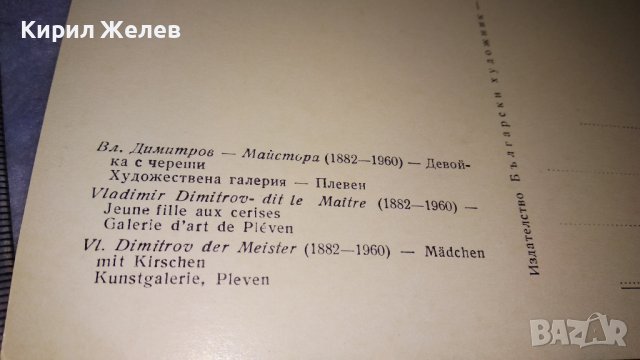 Кирил Желев
Вл. Димитров — Майстора (1882—1960) — Девой-
ка с череши
Художествена галерия — Плевен
Vladimir Dimitrov- dit le Maître (1882—1960) —
Jeune fille aux cerises
Galerie d'art de Pléven
Vl. Dimitrov der Meister (1882—1960) — Mädchen
mit Kirschen
Kunstgalerie, Pleven
Издателство Български художник —
BAZAR